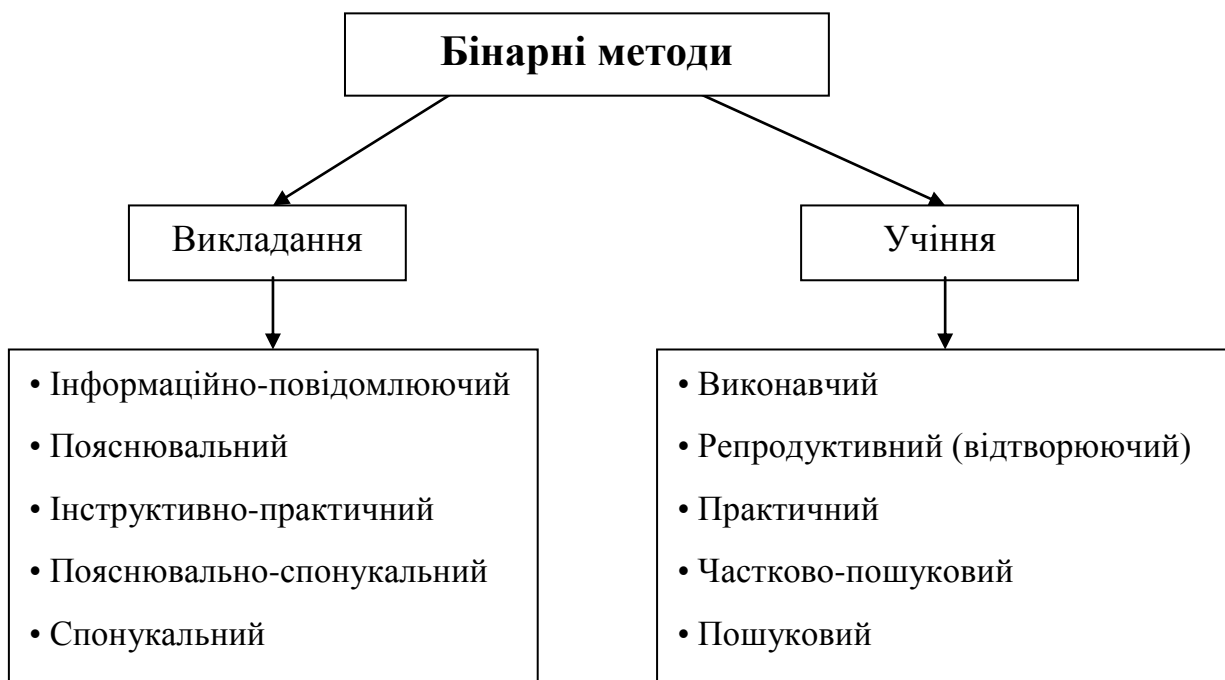 Бінарні методи
Викладання
• Інформаційно-повідомлюючий
• Пояснювальний
• Інструктивно-практичний
• Пояснювально-спонукальний
• Спонукальний
Учіння
• Виконавчий
• Репродуктивний (відтворюючий)
• Практичний
• Частково-пошуковий
• Пошуковий